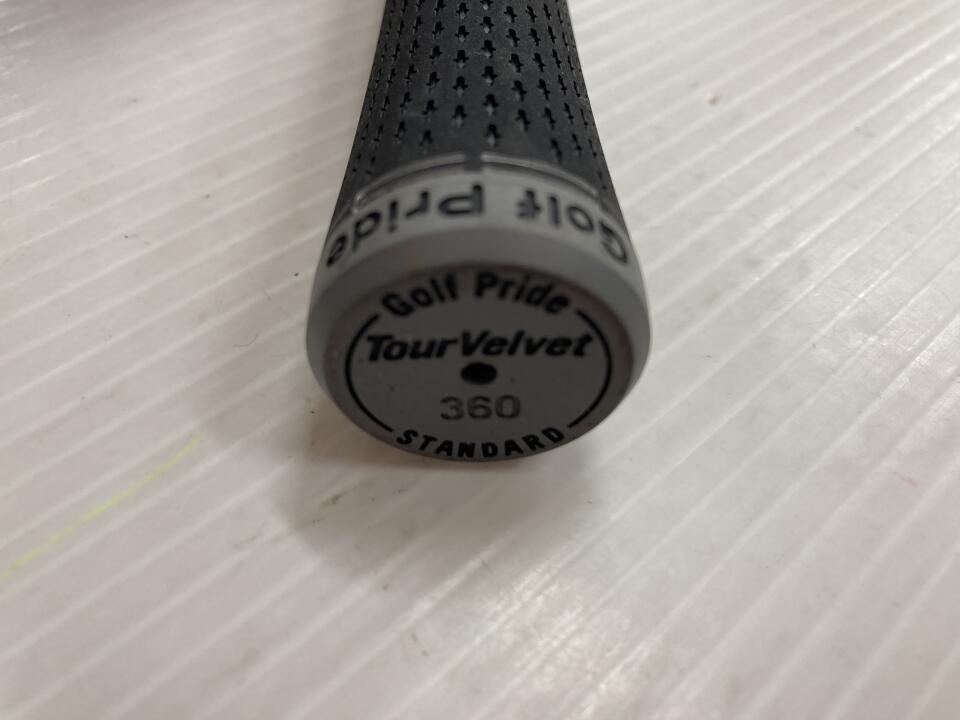 Golf Pride
Golf Pride
TourVelvet
360
STANDARD